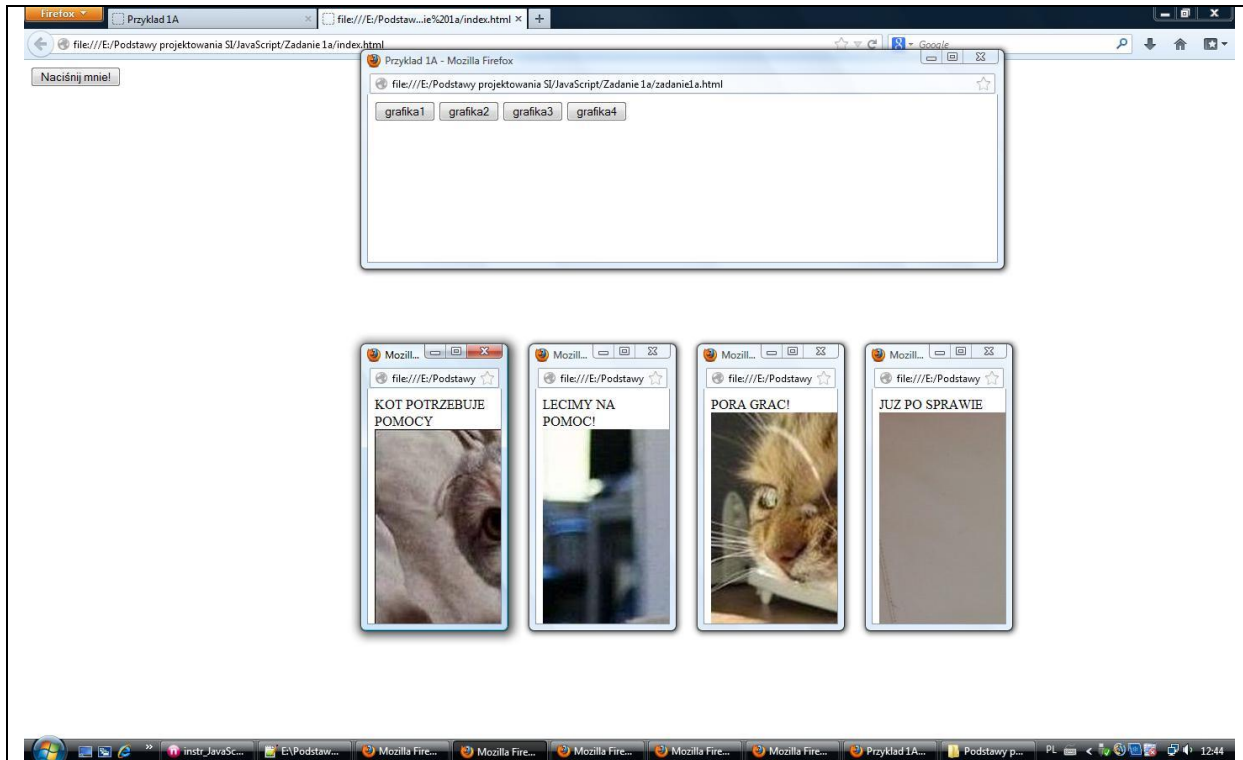 Firefox
Przyklad 1A
file:///E:/Podstaw...ie%201a/index.html
file:///E:/Podstawy projektowania SI/JavaScript/Zadanie 1a/index.html
Google
Naciśnij mnie!
Przyklad 1A - Mozilla Firefox
file:///E:/Podstawy projektowania SI/JavaScript/Zadanie 1a/zadanie1a.html
grafika1 grafika2 grafika3 grafika4
Mozill...
file:///E:/Podstawy
KOT POTRZEBUJE
POMOCY
Mozill...
file:///E:/Podstawy
LECIMY NA
POMOC!
Mozill...
file:///E:/Podstawy
PORA GRAC!
Mozill...
file:///E:/Podstawy
JUZ PO SPRAWIE
instr_JavaSc... E:\Podstaw... Mozilla Fire... Mozilla Fire... Mozilla Fire... Mozilla Fire... Mozilla Fire... Przyklad 1A... Podstawy p... PL 12:44